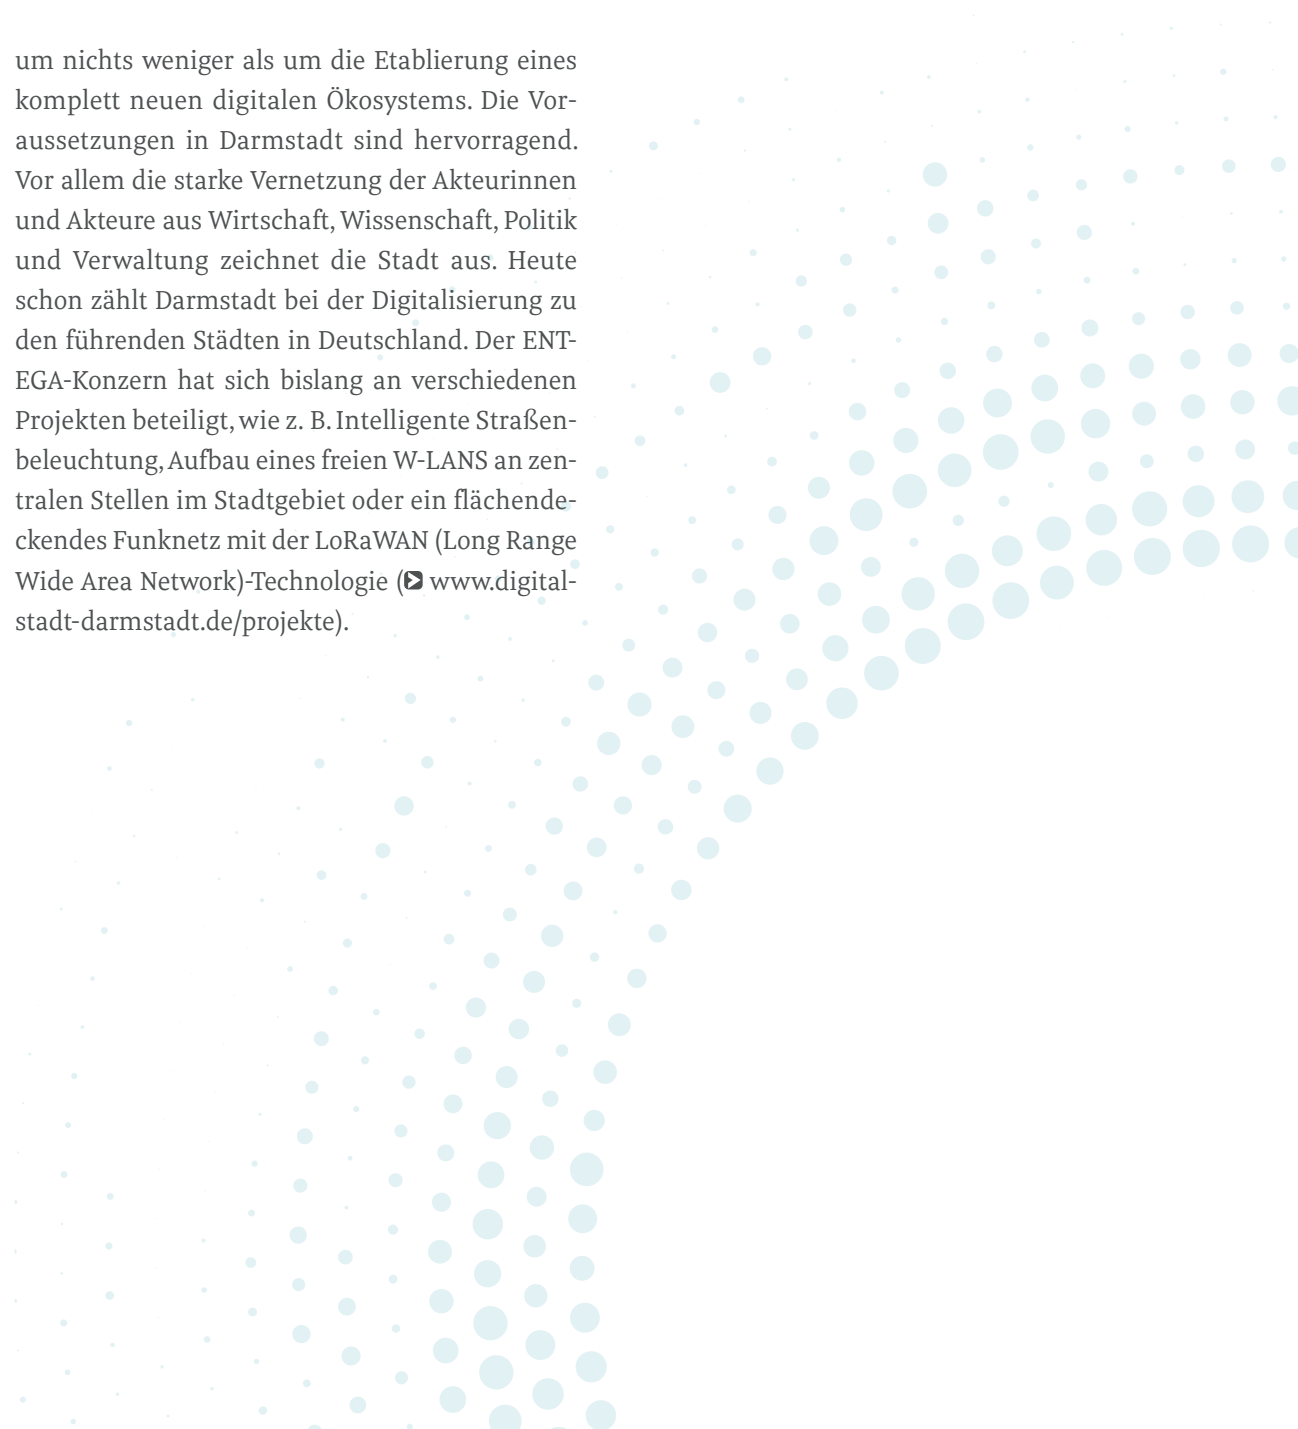 um nichts weniger als um die Etablierung eines
komplett neuen digitalen Ökosystems. Die Vor-
aussetzungen in Darmstadt sind hervorragend.
Vor allem die starke Vernetzung der Akteurinnen
und Akteure aus Wirtschaft, Wissenschaft, Politik
und Verwaltung zeichnet die Stadt aus. Heute
schon zählt Darmstadt bei der Digitalisierung zu
den führenden Städten in Deutschland. Der ENT-
EGA-Konzern hat sich bislang an verschiedenen
Projekten beteiligt, wie z. B. Intelligente Straßen-
beleuchtung, Aufbau eines freien W-LANS an zen-
tralen Stellen im Stadtgebiet oder ein flächende-
ckendes Funknetz mit der LoRaWAN (Long Range
Wide Area Network)-Technologie (www.digital-
stadt-darmstadt.de/projekte).